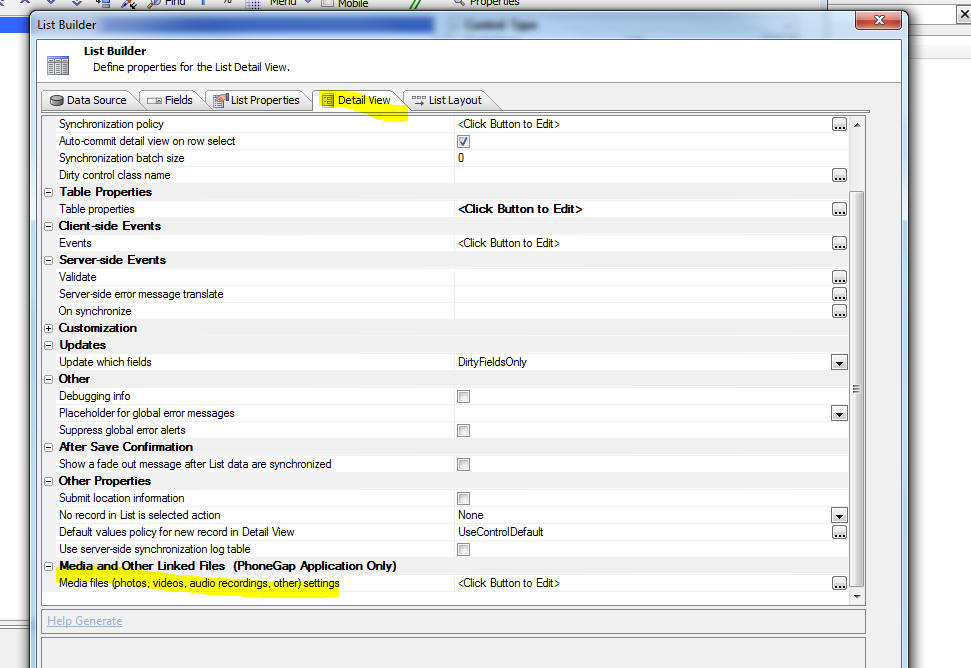 Find
Menu
Mobile
Properties
List Builder
Control Type
List Builder
Define properties for the List Detail View.
Data Source Fields List Properties Detail View List Layout
Synchronization policy <Click Button to Edit> ...
Auto-commit detail view on row select
Synchronization batch size 0
Dirty control class name ...
Table Properties
Table properties <Click Button to Edit> ...
Client-side Events
Events <Click Button to Edit> ...
Server-side Events
Validate ...
Server-side error message translate ...
On synchronize ...
Customization
Updates
Update which fields DirtyFieldsOnly
Other
Debugging info
Placeholder for global error messages
Suppress global error alerts
After Save Confirmation
Show a fade out message after List data are synchronized
Other Properties
Submit location information
No record in List is selected action None
Default values policy for new record in Detail View UseControlDefault ...
Use server-side synchronization log table
Media and Other Linked Files (PhoneGap Application Only)
Media files (photos, videos, audio recordings, other) settings <Click Button to Edit> ...
Help Generate